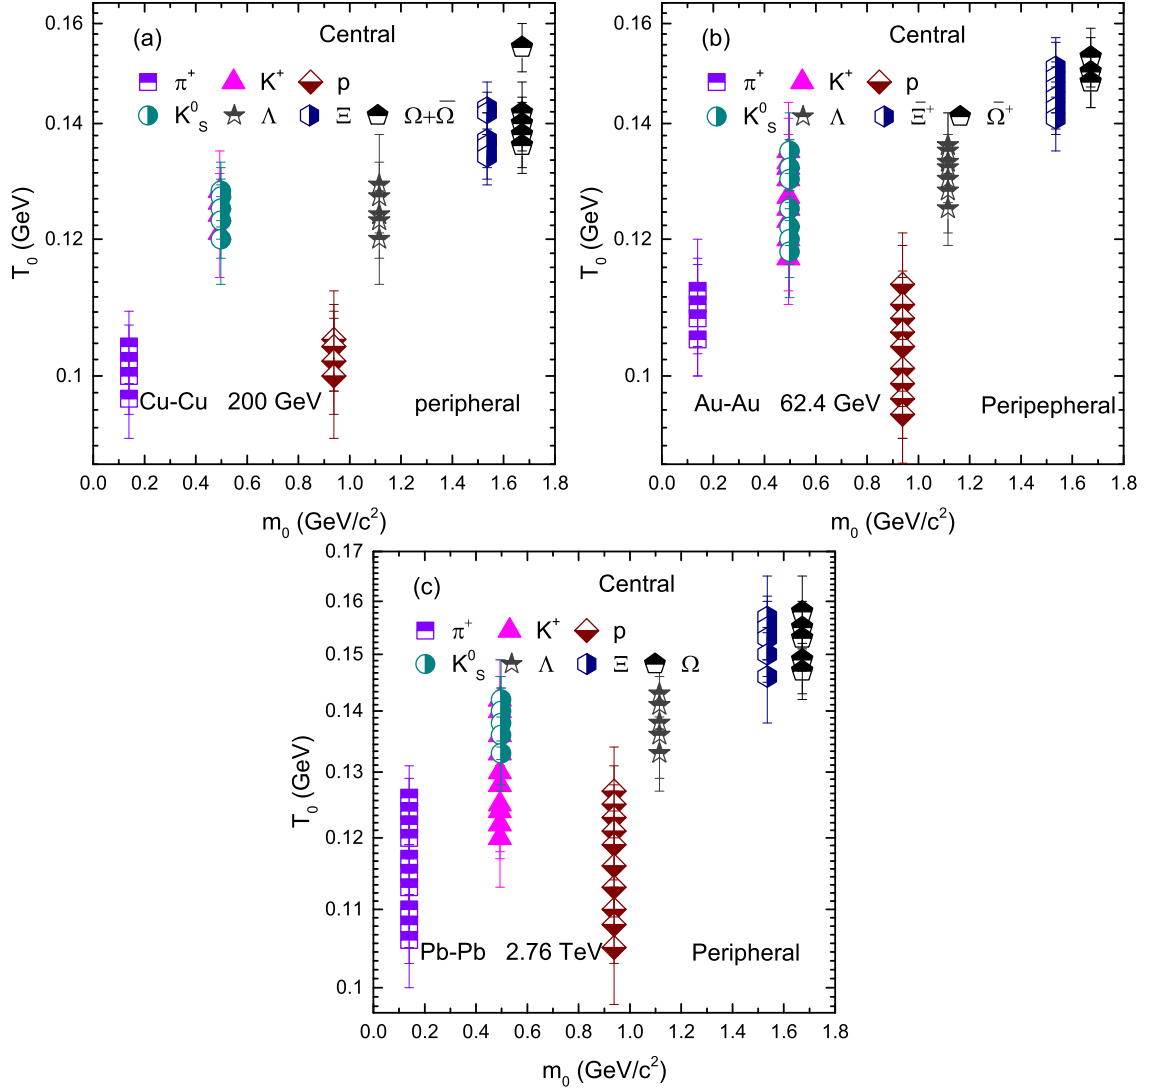 (a)
Central
π⁺ K⁺ p
K⁰ₛ Λ Ξ Ω+Ω̅
Cu-Cu 200 GeV peripheral
0.16
0.14
0.12
0.1
T₀ (GeV)
0.0 0.2 0.4 0.6 0.8 1.0 1.2 1.4 1.6 1.8
m₀ (GeV/c²)
(b)
Central
π⁺ K⁺ p
K⁰ₛ Λ Ξ̅⁺ Ω̅⁺
Au-Au 62.4 GeV Peripepheral
0.16
0.14
0.12
0.1
T₀ (GeV)
0.0 0.2 0.4 0.6 0.8 1.0 1.2 1.4 1.6 1.8
m₀ (GeV/c²)
(c)
Central
π⁺ K⁺ p
K⁰ₛ Λ Ξ Ω
Pb-Pb 2.76 TeV Peripheral
0.17
0.16
0.15
0.14
0.13
0.12
0.11
0.1
T₀ (GeV)
0.0 0.2 0.4 0.6 0.8 1.0 1.2 1.4 1.6 1.8
m₀ (GeV/c²)